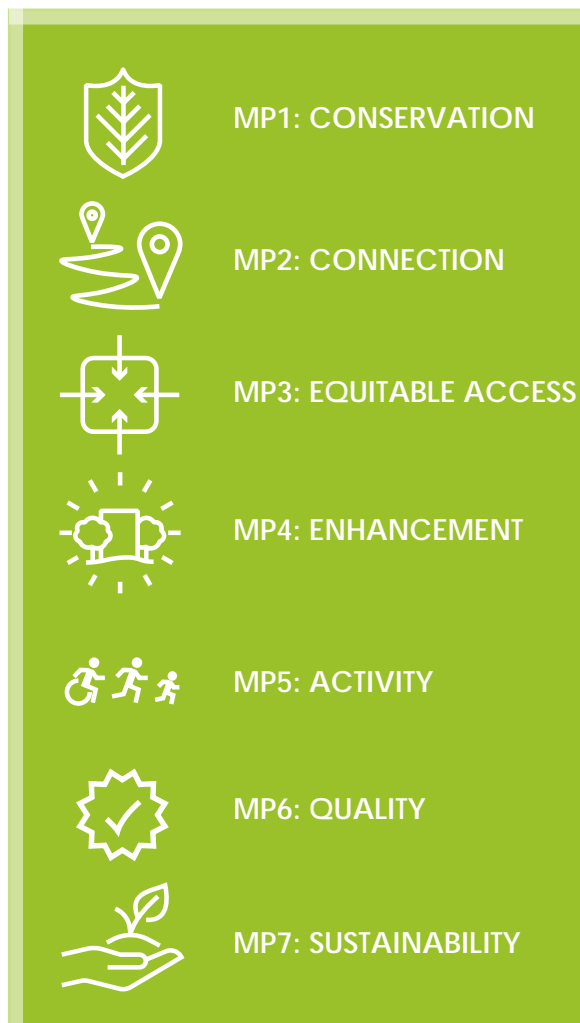 MP1: CONSERVATION
MP2: CONNECTION
MP3: EQUITABLE ACCESS
MP4: ENHANCEMENT
MP5: ACTIVITY
MP6: QUALITY
MP7: SUSTAINABILITY